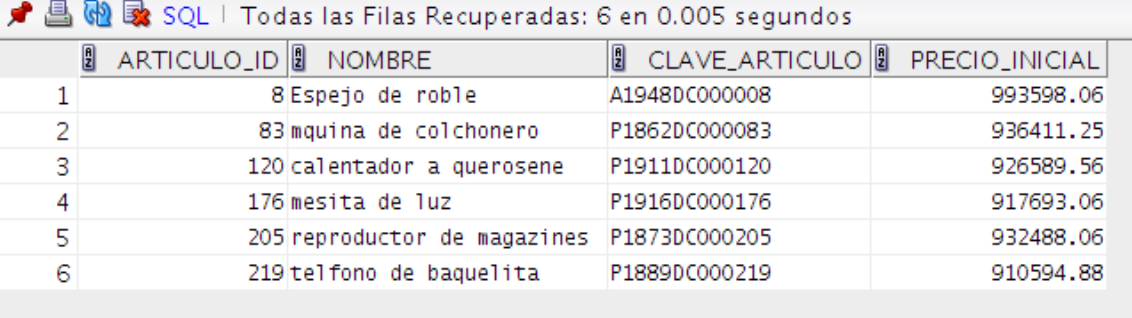 SQL | Todas las Filas Recuperadas: 6 en 0.005 segundos
ARTICULO_ID NOMBRE CLAVE_ARTICULO PRECIO_INICIAL
1 8 Espejo de roble A1948DC000008 993598.06
2 83 mquina de colchonero P1862DC000083 936411.25
3 120 calentador a querosene P1911DC000120 926589.56
4 176 mesita de luz P1916DC000176 917693.06
5 205 reproductor de magazines P1873DC000205 932488.06
6 219 telfono de baquelita P1889DC000219 910594.88